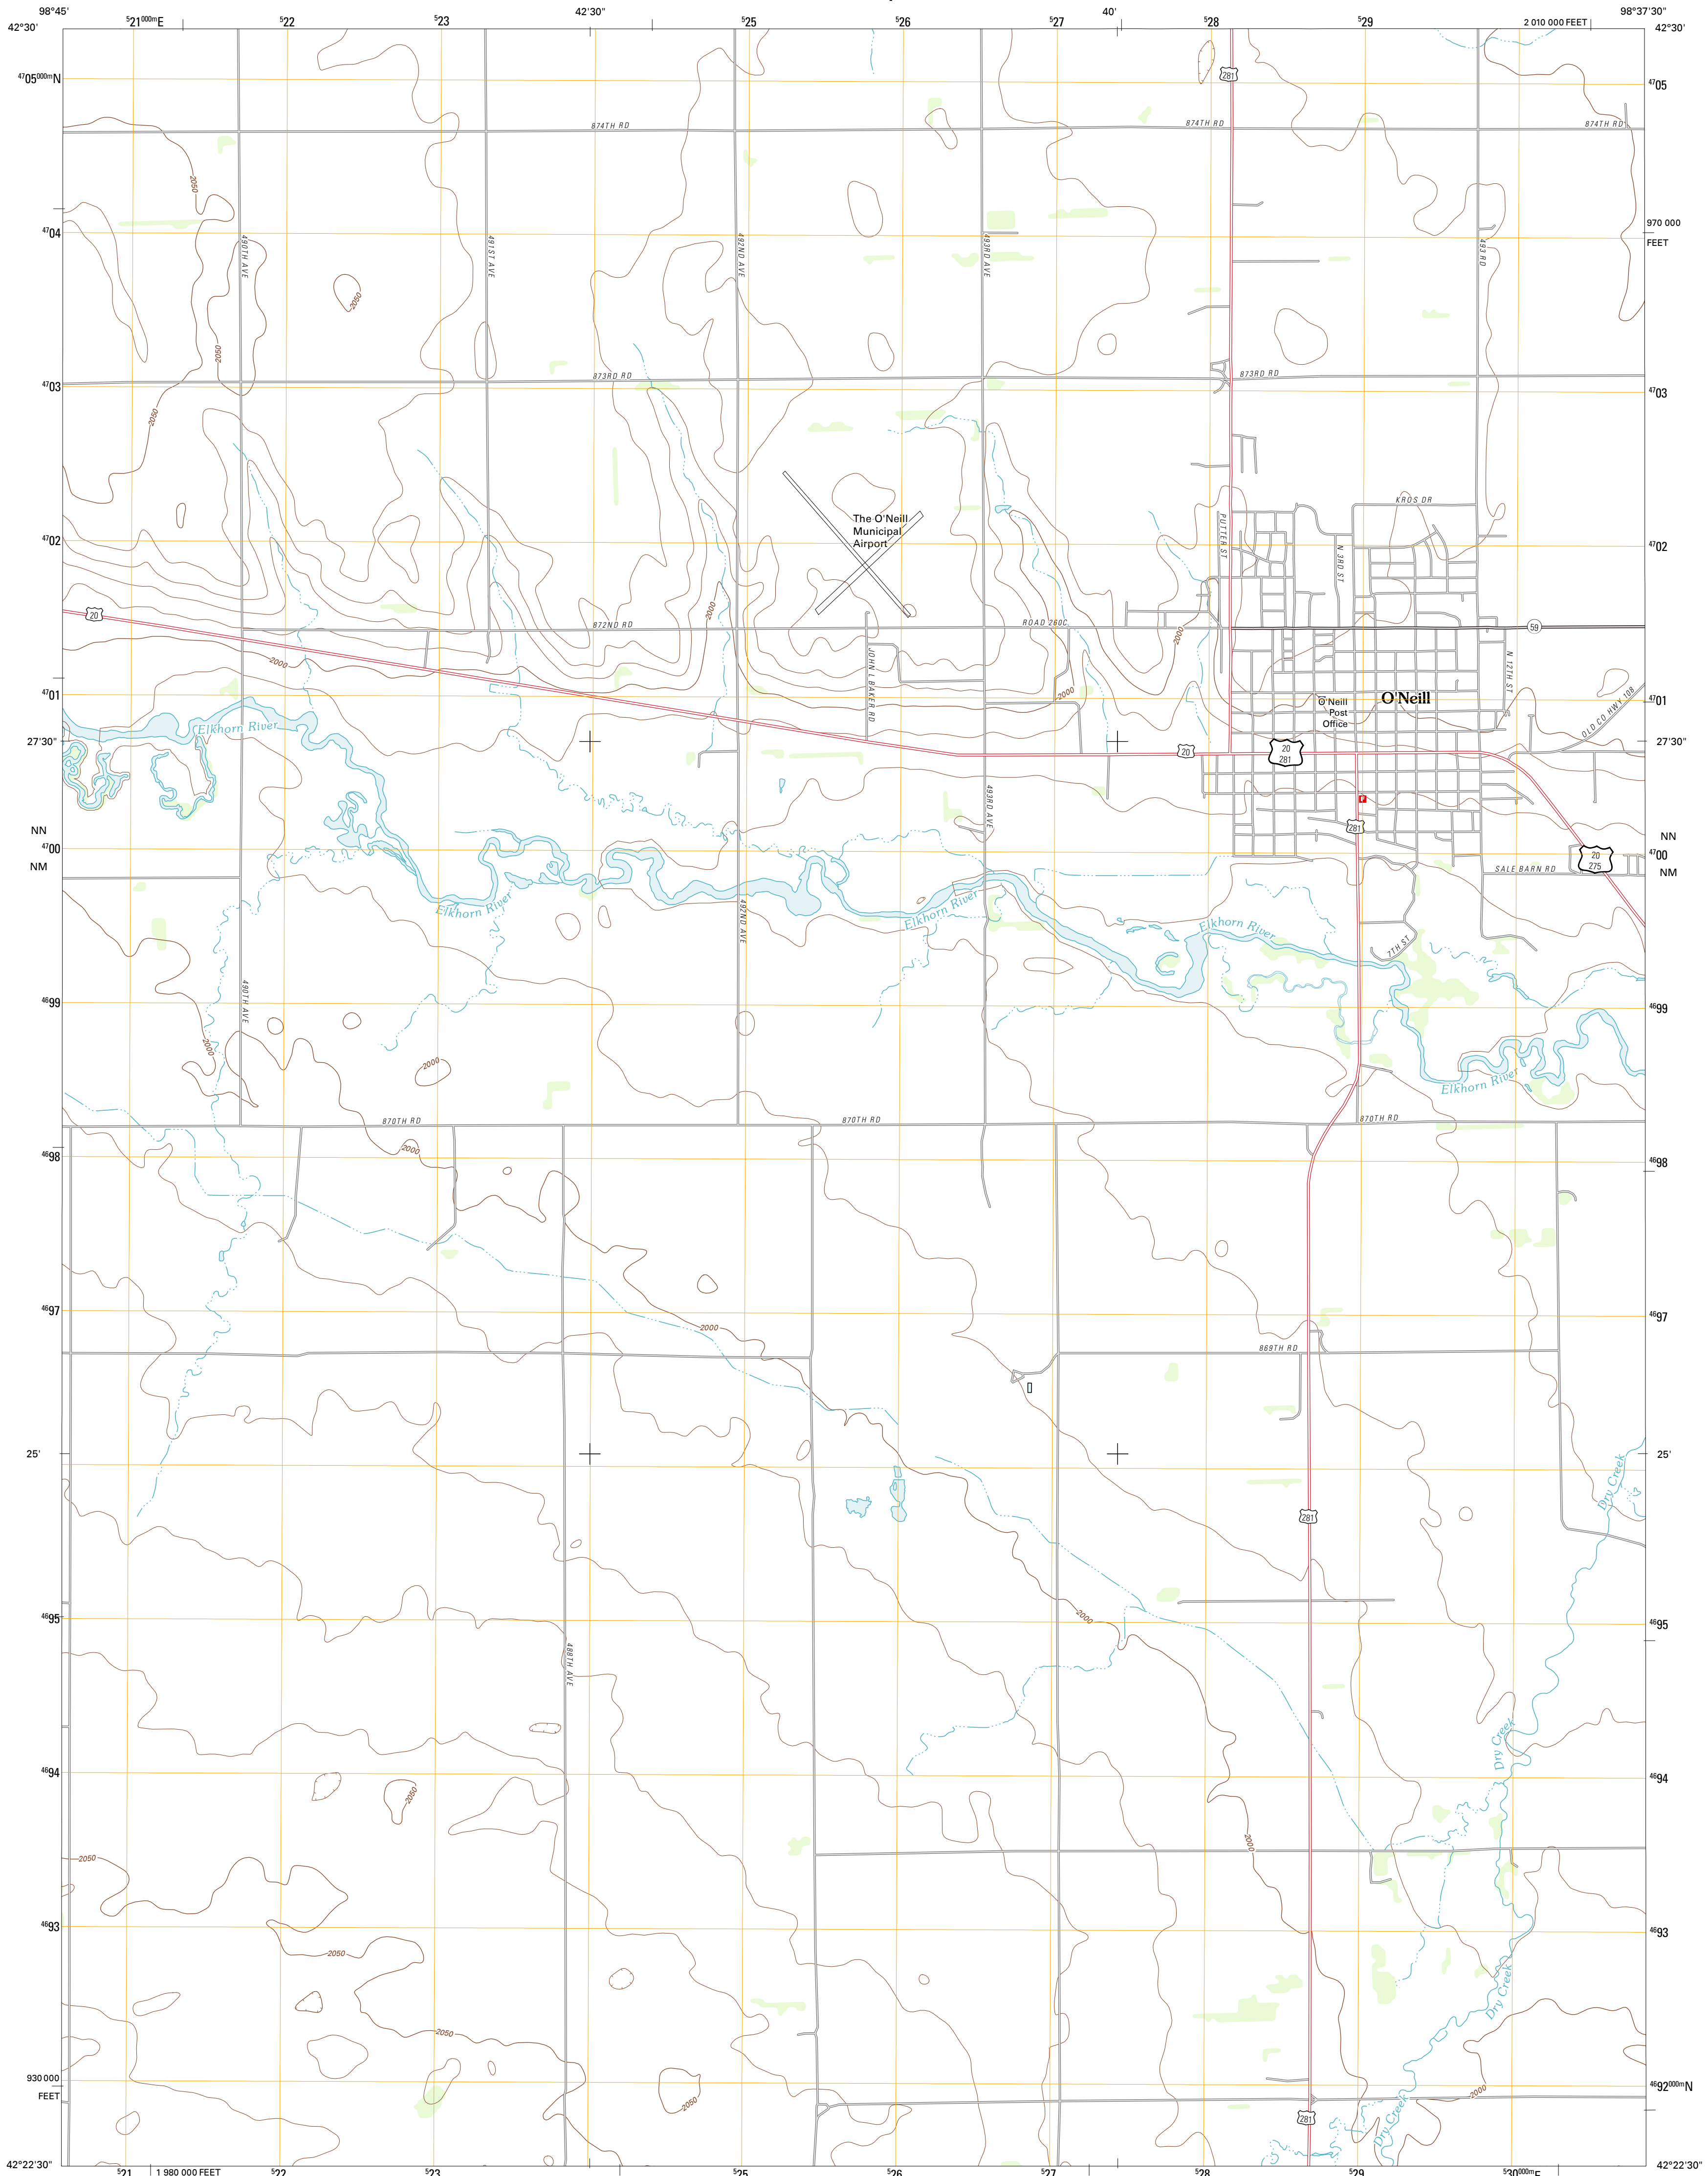 98°45'
⁵21⁰⁰⁰ᵐE
⁵22
⁵23
42'30"
⁵25
⁵26
⁵27
40'
⁵28
⁵29
2 010 000 FEET
98°37'30"
42°30'
42°30'
⁴⁷05⁰⁰⁰ᵐN
281
⁴⁷05
874TH RD
874TH RD
874TH RD
2050
⁴⁷04
970 000
FEET
490TH AVE
491ST AVE
492ND AVE
493RD AVE
493 RD
2050
2050
873RD RD
873RD RD
⁴⁷03
⁴⁷03
2050
KROS DR
The O'Neill
Municipal
Airport
PUTTER ST
N 3RD ST
⁴⁷02
⁴⁷02
20
2000
872ND RD
ROAD 260C
2000
59
2000
JOHN L BAKER RD
N 12TH ST
⁴⁷01
2000
O'Neill
Post
Office
O'Neill
OLD CO HWY 108
⁴⁷01
Elkhorn River
27'30"
20
20
281
27'30"
493RD AVE
F
281
NN
NM
⁴⁷00
20
275
NN
NM
⁴⁷00
SALE BARN RD
Elkhorn River
492ND AVE
Elkhorn River
Elkhorn River
7TH ST
490TH AVE
⁴⁶99
⁴⁶99
2000
2000
Elkhorn River
870TH RD
870TH RD
870TH RD
2000
⁴⁶98
⁴⁶98
⁴⁶97
⁴⁶97
2000
869TH RD
25'
25'
Dry Creek
281
⁴⁶95
⁴⁶95
2000
488TH AVE
Dry Creek
⁴⁶94
⁴⁶94
2050
2000
2050
⁴⁶93
⁴⁶93
2050
Dry Creek
2050
930 000
FEET
⁴⁶92⁰⁰⁰ᵐN
2000
2050
281
Dry Creek
42°22'30"
42°22'30"
⁵21
1 980 000 FEET
⁵22
⁵23
⁵25
⁵26
⁵27
⁵28
⁵29
⁵30⁰⁰⁰ᵐE